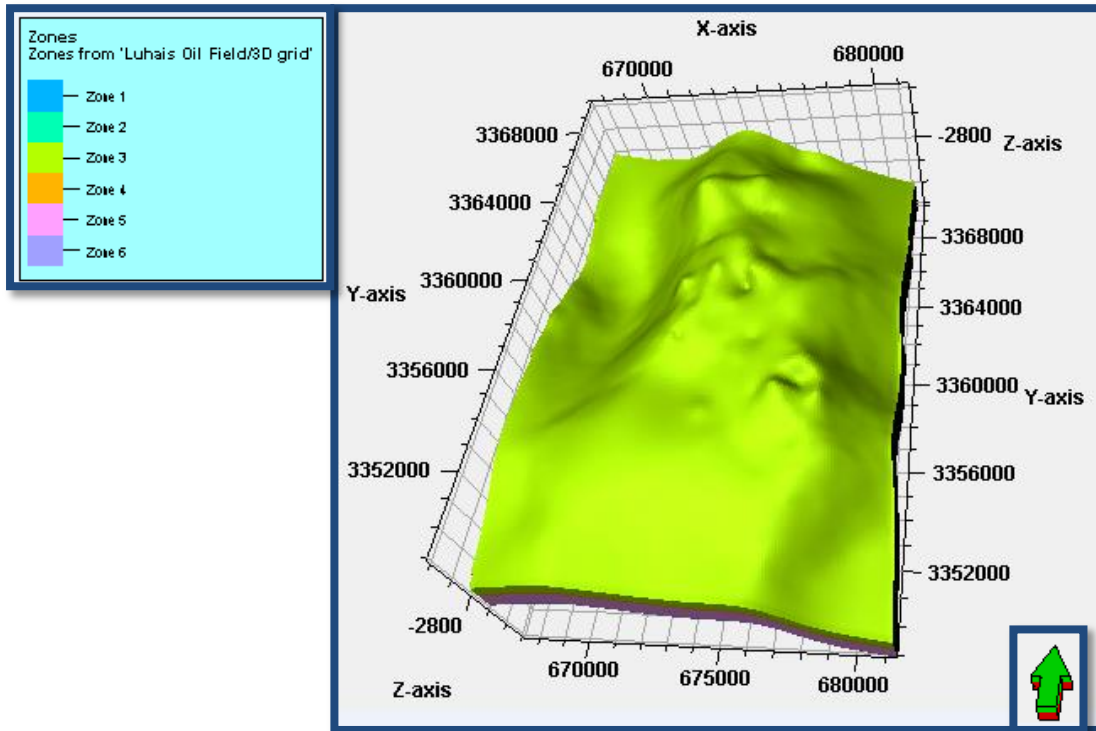 Zones
Zones from 'Luhais Oil Field/3D grid'
Zone 1
Zone 2
Zone 3
Zone 4
Zone 5
Zone 6
X-axis
670000
680000
3368000
3364000
Y-axis
3360000
3356000
3352000
-2800
Z-axis
-2800
Z-axis
3368000
3364000
3360000
Y-axis
3356000
3352000
670000
675000
680000